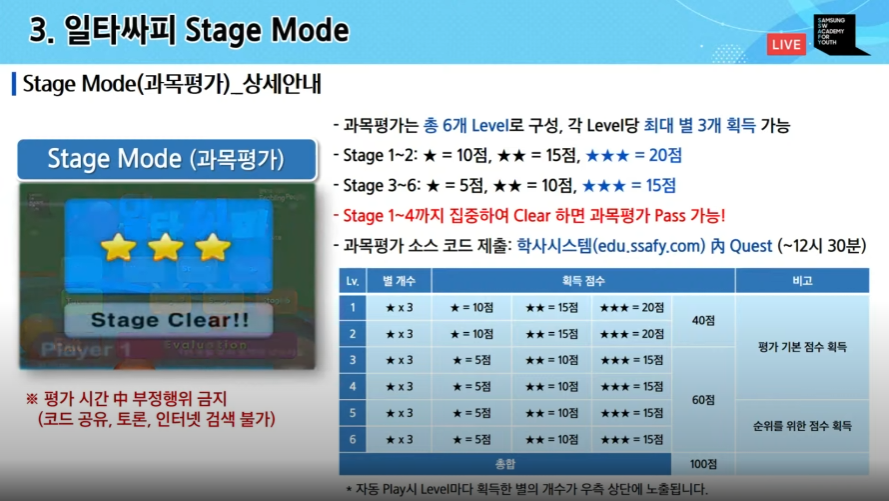 3. 일타싸피 Stage Mode
LIVE
SAMSUNG
SW
ACADEMY
FOR
YOUTH
Stage Mode(과목평가)_상세안내
Stage Mode (과목평가)
Stage Clear!!
Player 1
Evaluation
※ 평가 시간 中 부정행위 금지
(코드 공유, 토론, 인터넷 검색 불가)
- 과목평가는 총 6개 Level로 구성, 각 Level당 최대 별 3개 획득 가능
- Stage 1~2: ★ = 10점, ★★ = 15점, ★★★ = 20점
- Stage 3~6: ★ = 5점, ★★ = 10점, ★★★ = 15점
- Stage 1~4까지 집중하여 Clear 하면 과목평가 Pass 가능!
- 과목평가 소스 코드 제출: 학사시스템(edu.ssafy.com) 內 Quest (~12시 30분)
Lv. 별 개수 획득 점수 비고
1 ★ x 3 ★ = 10점 ★★ = 15점 ★★★ = 20점 40점 평가 기본 점수 획득
2 ★ x 3 ★ = 10점 ★★ = 15점 ★★★ = 20점
3 ★ x 3 ★ = 5점 ★★ = 10점 ★★★ = 15점 60점
4 ★ x 3 ★ = 5점 ★★ = 10점 ★★★ = 15점
5 ★ x 3 ★ = 5점 ★★ = 10점 ★★★ = 15점 순위를 위한 점수 획득
6 ★ x 3 ★ = 5점 ★★ = 10점 ★★★ = 15점
총합 100점
* 자동 Play시 Level마다 획득한 별의 개수가 우측 상단에 노출됩니다.